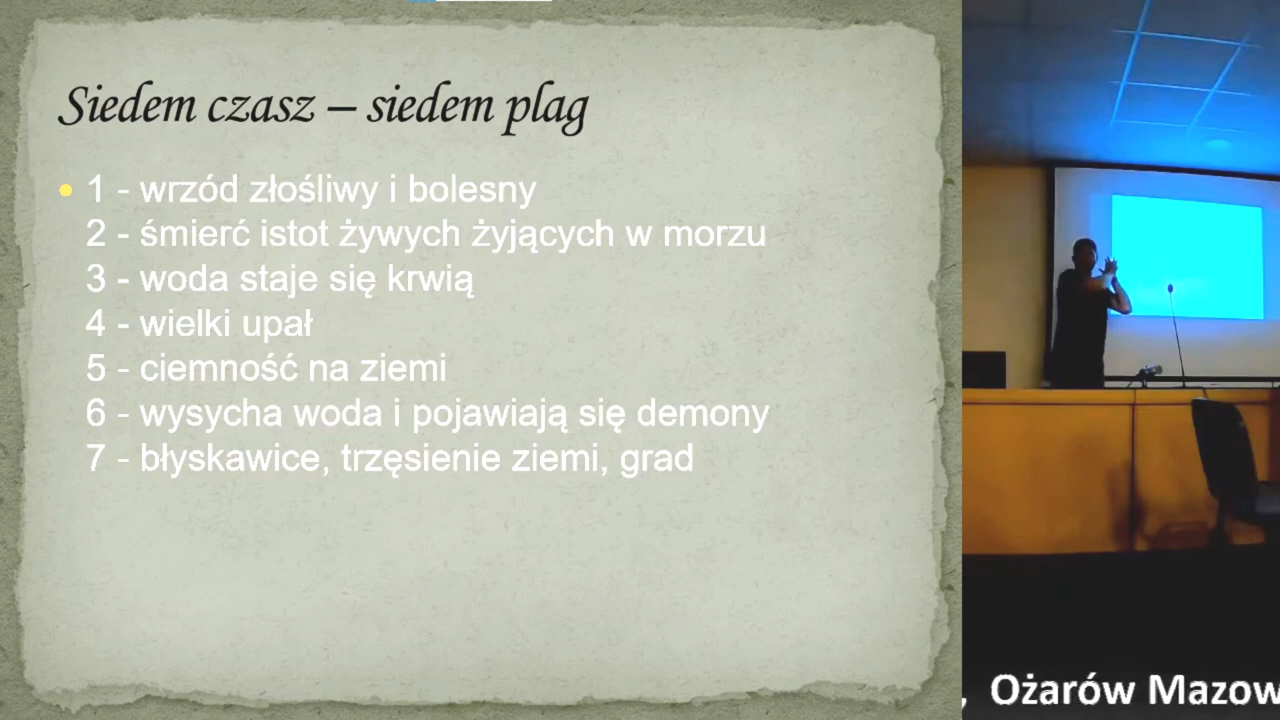 Siedem czasz – siedem plag
• 1 - wrzód złośliwy i bolesny
2 - śmierć istot żywych żyjących w morzu
3 - woda staje się krwią
4 - wielki upał
5 - ciemność na ziemi
6 - wysycha woda i pojawiają się demony
7 - błyskawice, trzęsienie ziemi, grad
, Ożarów Mazow